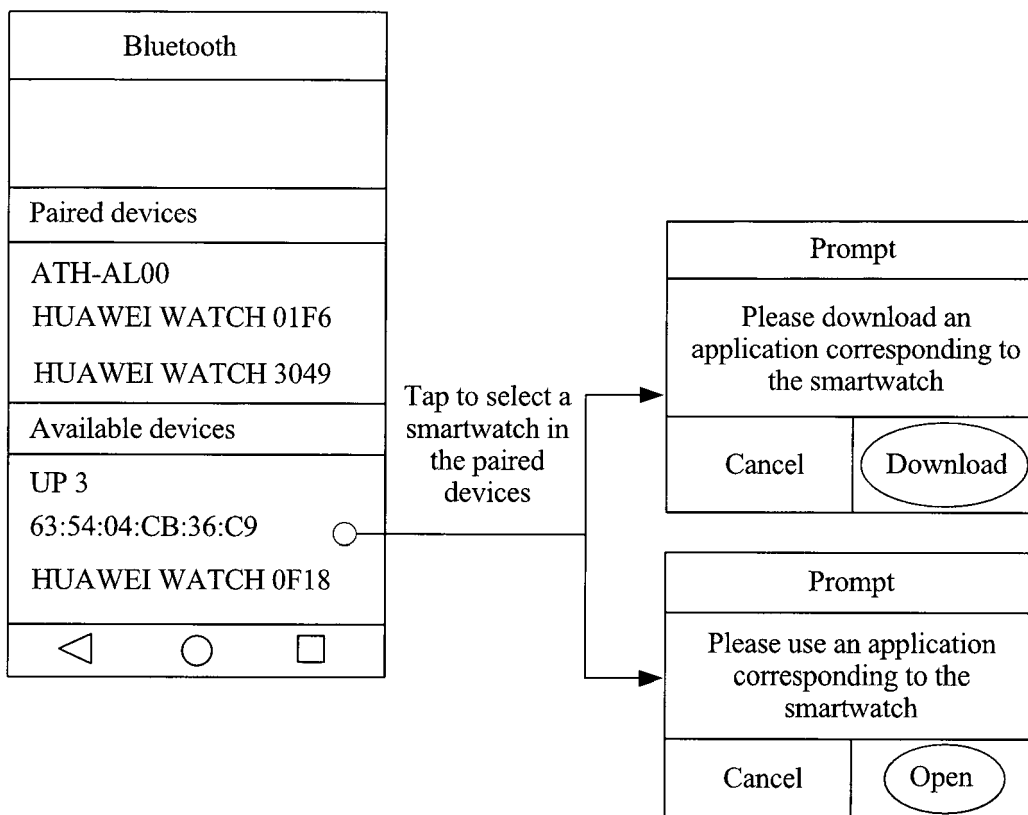 Bluetooth
Paired devices
ATH-AL00
HUAWEI WATCH 01F6
HUAWEI WATCH 3049
Available devices
UP 3
63:54:04:CB:36:C9
HUAWEI WATCH 0F18
Tap to select a
smartwatch in
the paired
devices
Prompt
Please download an
application corresponding to
the smartwatch
Cancel
Download
Prompt
Please use an application
corresponding to the
smartwatch
Cancel
Open